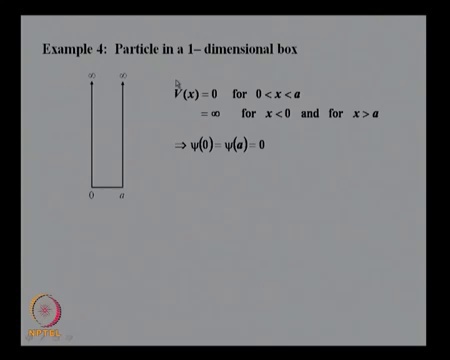 Example 4: Particle in a 1– dimensional box
∞ ∞
V(x) = 0 for 0 < x < a
= ∞ for x < 0 and for x > a
⇒ ψ(0) = ψ(a) = 0
0 a
NPTEL